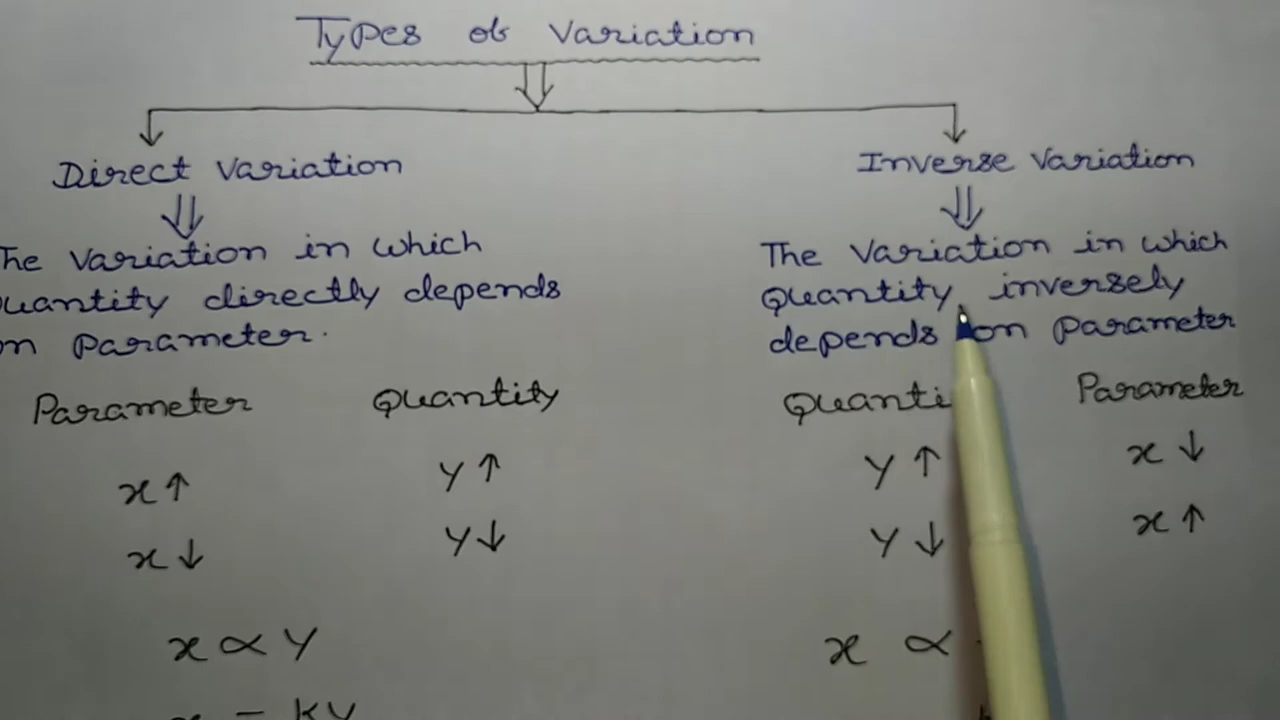 Types of Variation
Direct Variation
The Variation in which
Quantity directly depends
on Parameter.
Parameter Quantity
x↑ y↑
x↓ y↓
x ∝ y
x = ky
Inverse Variation
The Variation in which
Quantity inversely
depends on Parameter
Parameter
y↑ x↓
y↓ x↑
x ∝